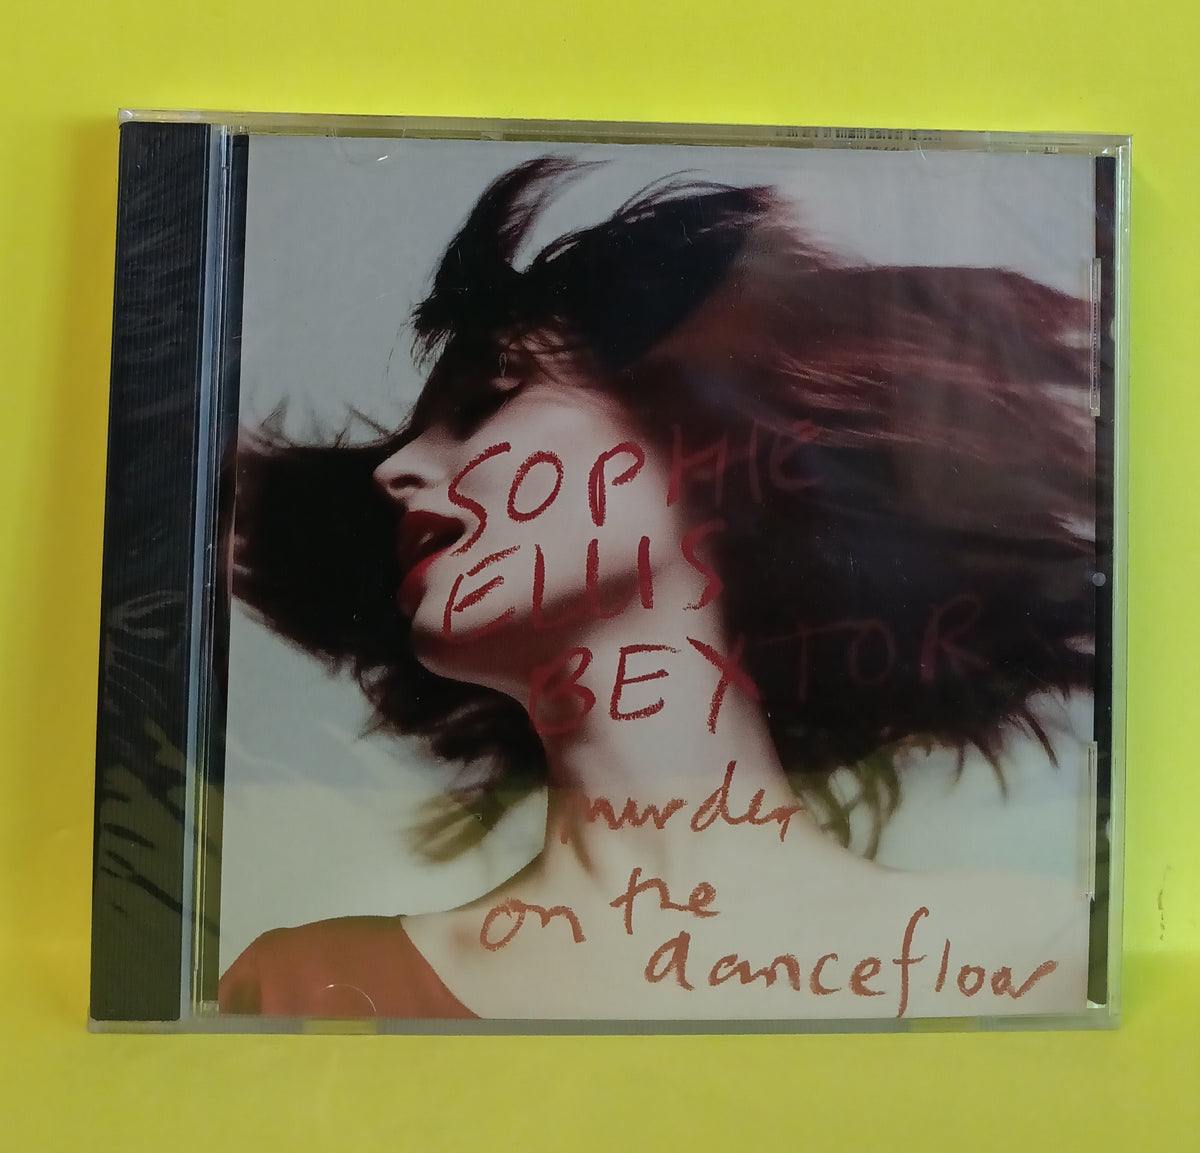 SOPHIE
ELLIS
BEXTOR
murder
on the
dancefloor